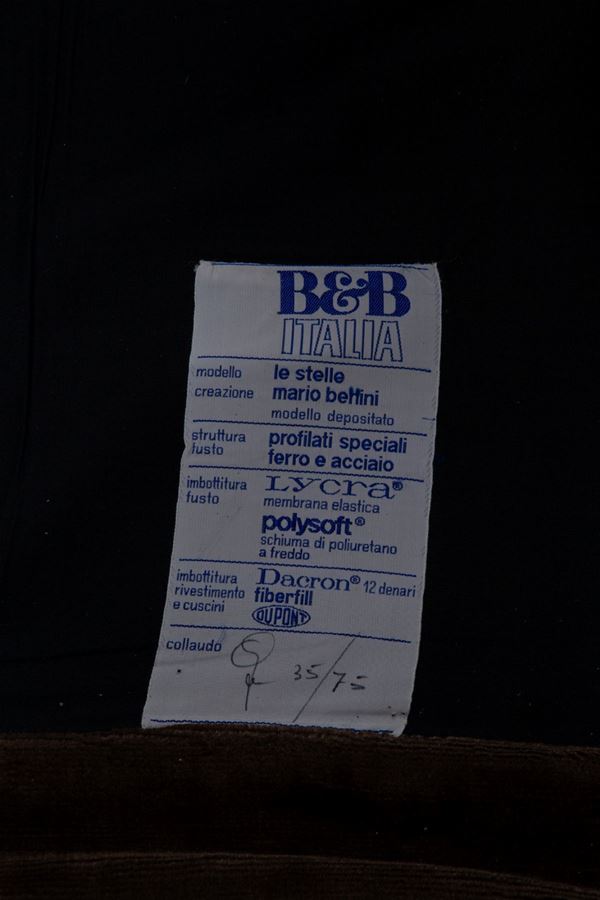 B&B
ITALIA
modello le stelle
creazione mario bellini
modello depositato
struttura profilati speciali
fusto ferro e acciaio
imbottitura Lycra®
fusto membrana elastica
polysoft®
schiuma di poliuretano
a freddo
imbottitura Dacron® 12 denari
rivestimento fiberfill
e cuscini DUPONT
collaudo 35/75